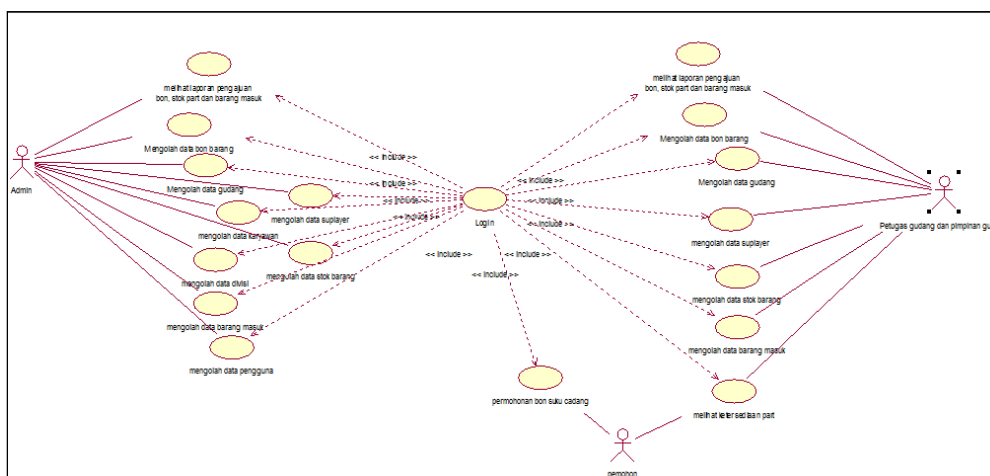 melihat laporan pengajuan
bon, stok part dan barang masuk
Mengolah data bon barang
Admin
Mengolah data gudang
mengolah data suplayer
mengolah data karyawan
mengolah data divisi
mengulah data stok barang
mengolah data barang masuk
mengolah data pengguna
<< Include >>
<< Include >>
<< Include >>
<< Include >>
<< Include >>
<< Include >>
Login
<< Include >>
<< Include >>
<< Include >>
<< Include >>
<< Include >>
melihat laporan pengajuan
bon, stok part dan barang masuk
Mengolah data bon barang
Mengolah data gudang
mengolah data suplayer
mengolah data stok barang
mengolah data barang masuk
melihat ketersediaan part
Petugas gudang dan pimpinan gu
permohonan bon suku cadang
pemohon